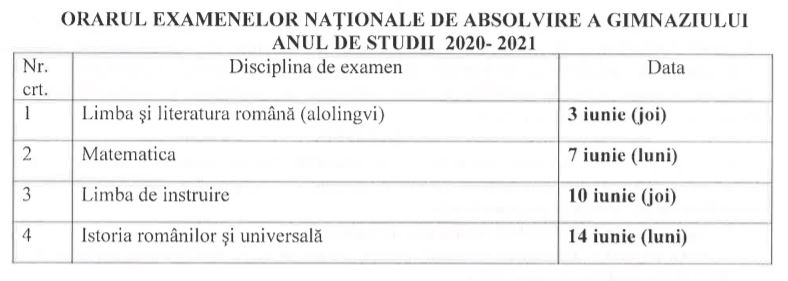 ORARUL EXAMENELOR NAŢIONALE DE ABSOLVIRE A GIMNAZIULUI
ANUL DE STUDII 2020- 2021
Nr. crt. Disciplina de examen Data
1 Limba şi literatura română (alolingvi) 3 iunie (joi)
2 Matematica 7 iunie (luni)
3 Limba de instruire 10 iunie (joi)
4 Istoria românilor şi universală 14 iunie (luni)